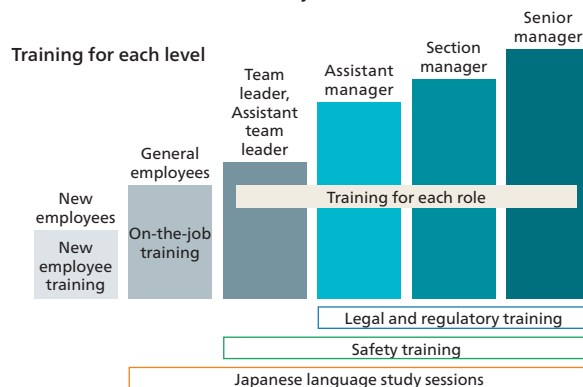 Training for each level
New
employees
New
employee
training
General
employees
On-the-job
training
Team
leader,
Assistant
team
leader
Assistant
manager
Section
manager
Senior
manager
Training for each role
Legal and regulatory training
Safety training
Japanese language study sessions